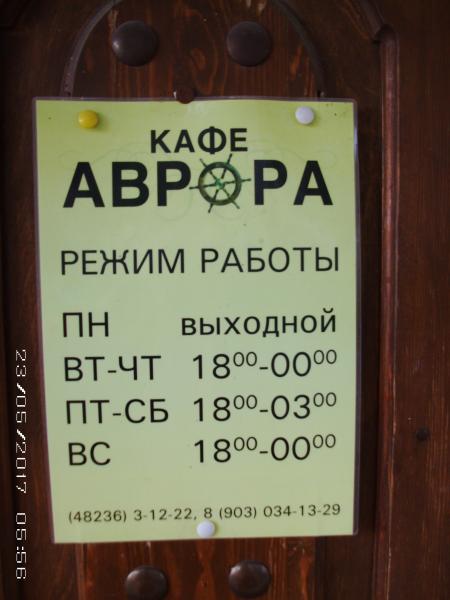 КАФЕ
АВРОРА
РЕЖИМ РАБОТЫ
ПН выходной
ВТ-ЧТ 18⁰⁰-00⁰⁰
ПТ-СБ 18⁰⁰-03⁰⁰
ВС 18⁰⁰-00⁰⁰
(48236) 3-12-22, 8 (903) 034-13-29
23/05/2017 05:56